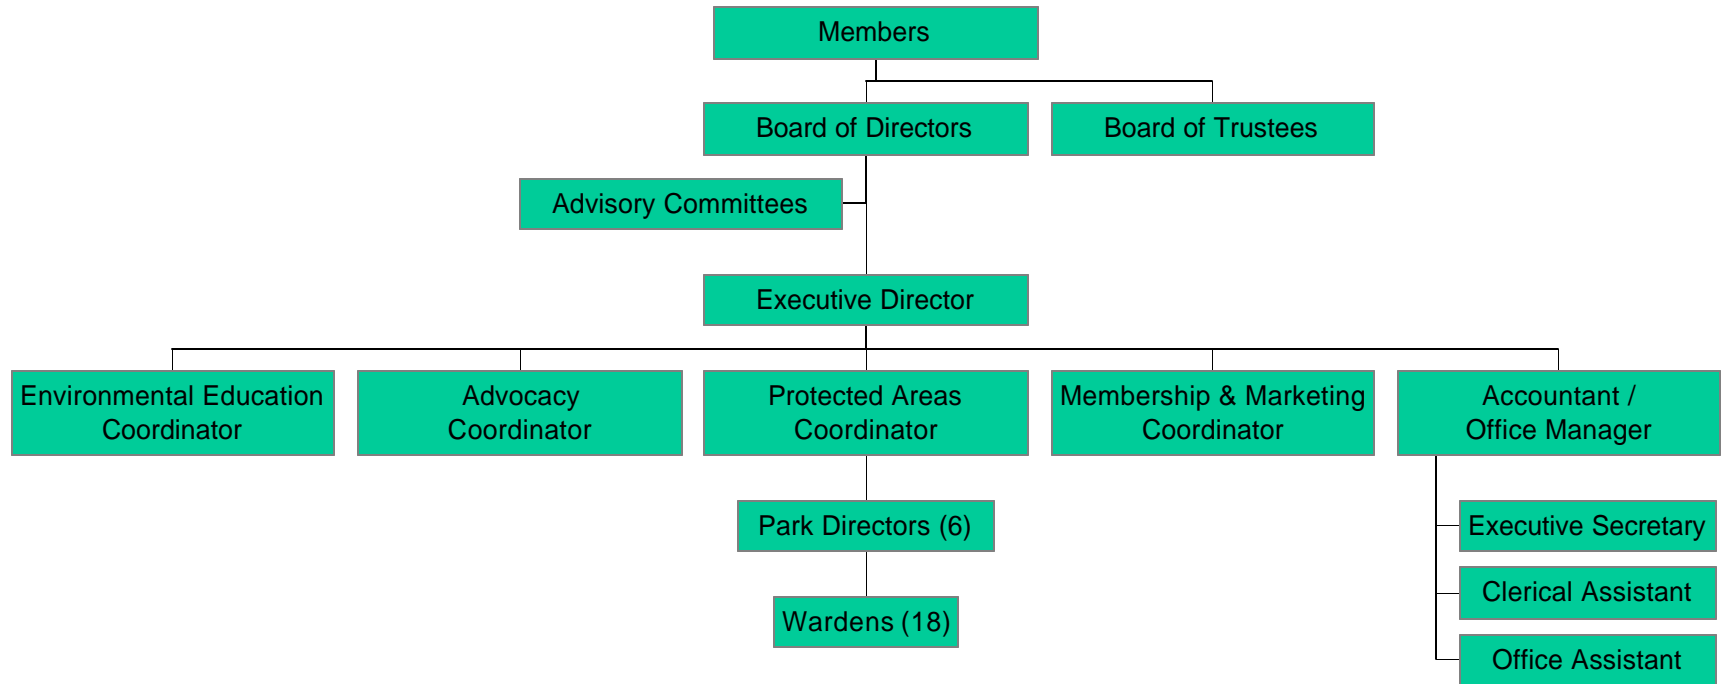 Members
Board of Directors
Board of Trustees
Advisory Committees
Executive Director
Environmental Education
Coordinator
Advocacy
Coordinator
Protected Areas
Coordinator
Membership & Marketing
Coordinator
Accountant /
Office Manager
Park Directors (6)
Wardens (18)
Executive Secretary
Clerical Assistant
Office Assistant